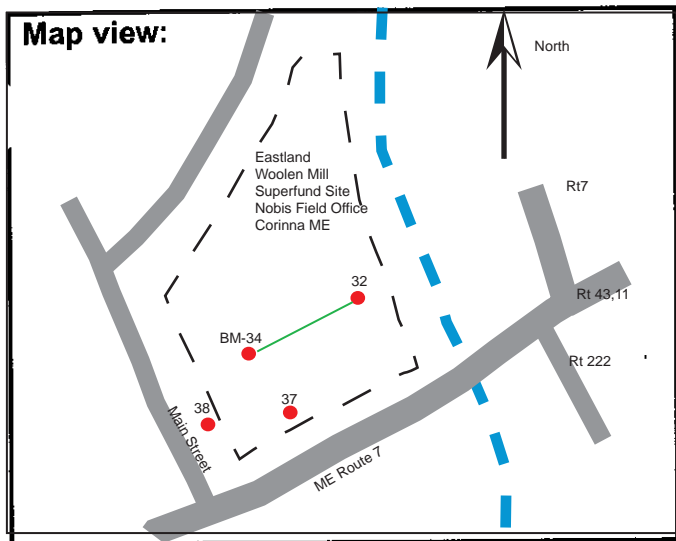 Map view:
North
Eastland
Woolen Mill
Superfund Site
Nobis Field Office
Corinna ME
Rt7
32
Rt 43,11
BM-34
Rt 222
38
37
Main Street
ME Route 7